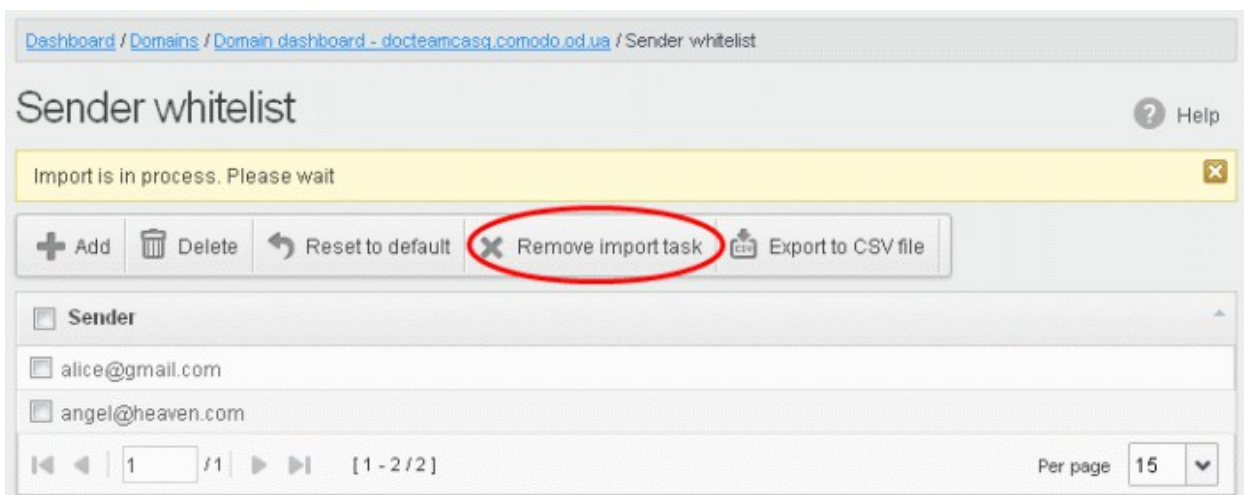 Dashboard / Domains / Domain dashboard - docteamcasg.comodo.od.ua / Sender whitelist
Sender whitelist
Help
Import is in process. Please wait
Add Delete Reset to default Remove import task Export to CSV file
Sender
alice@gmail.com
angel@heaven.com
1 /1 [1 - 2 / 2] Per page 15